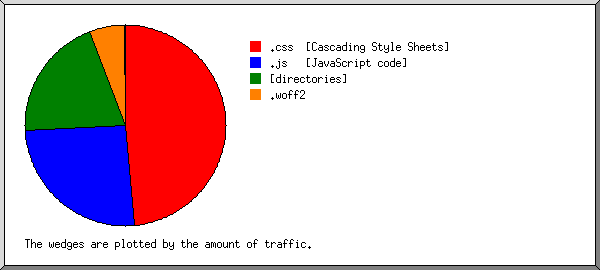 .css [Cascading Style Sheets]
.js [JavaScript code]
[directories]
.woff2
The wedges are plotted by the amount of traffic.